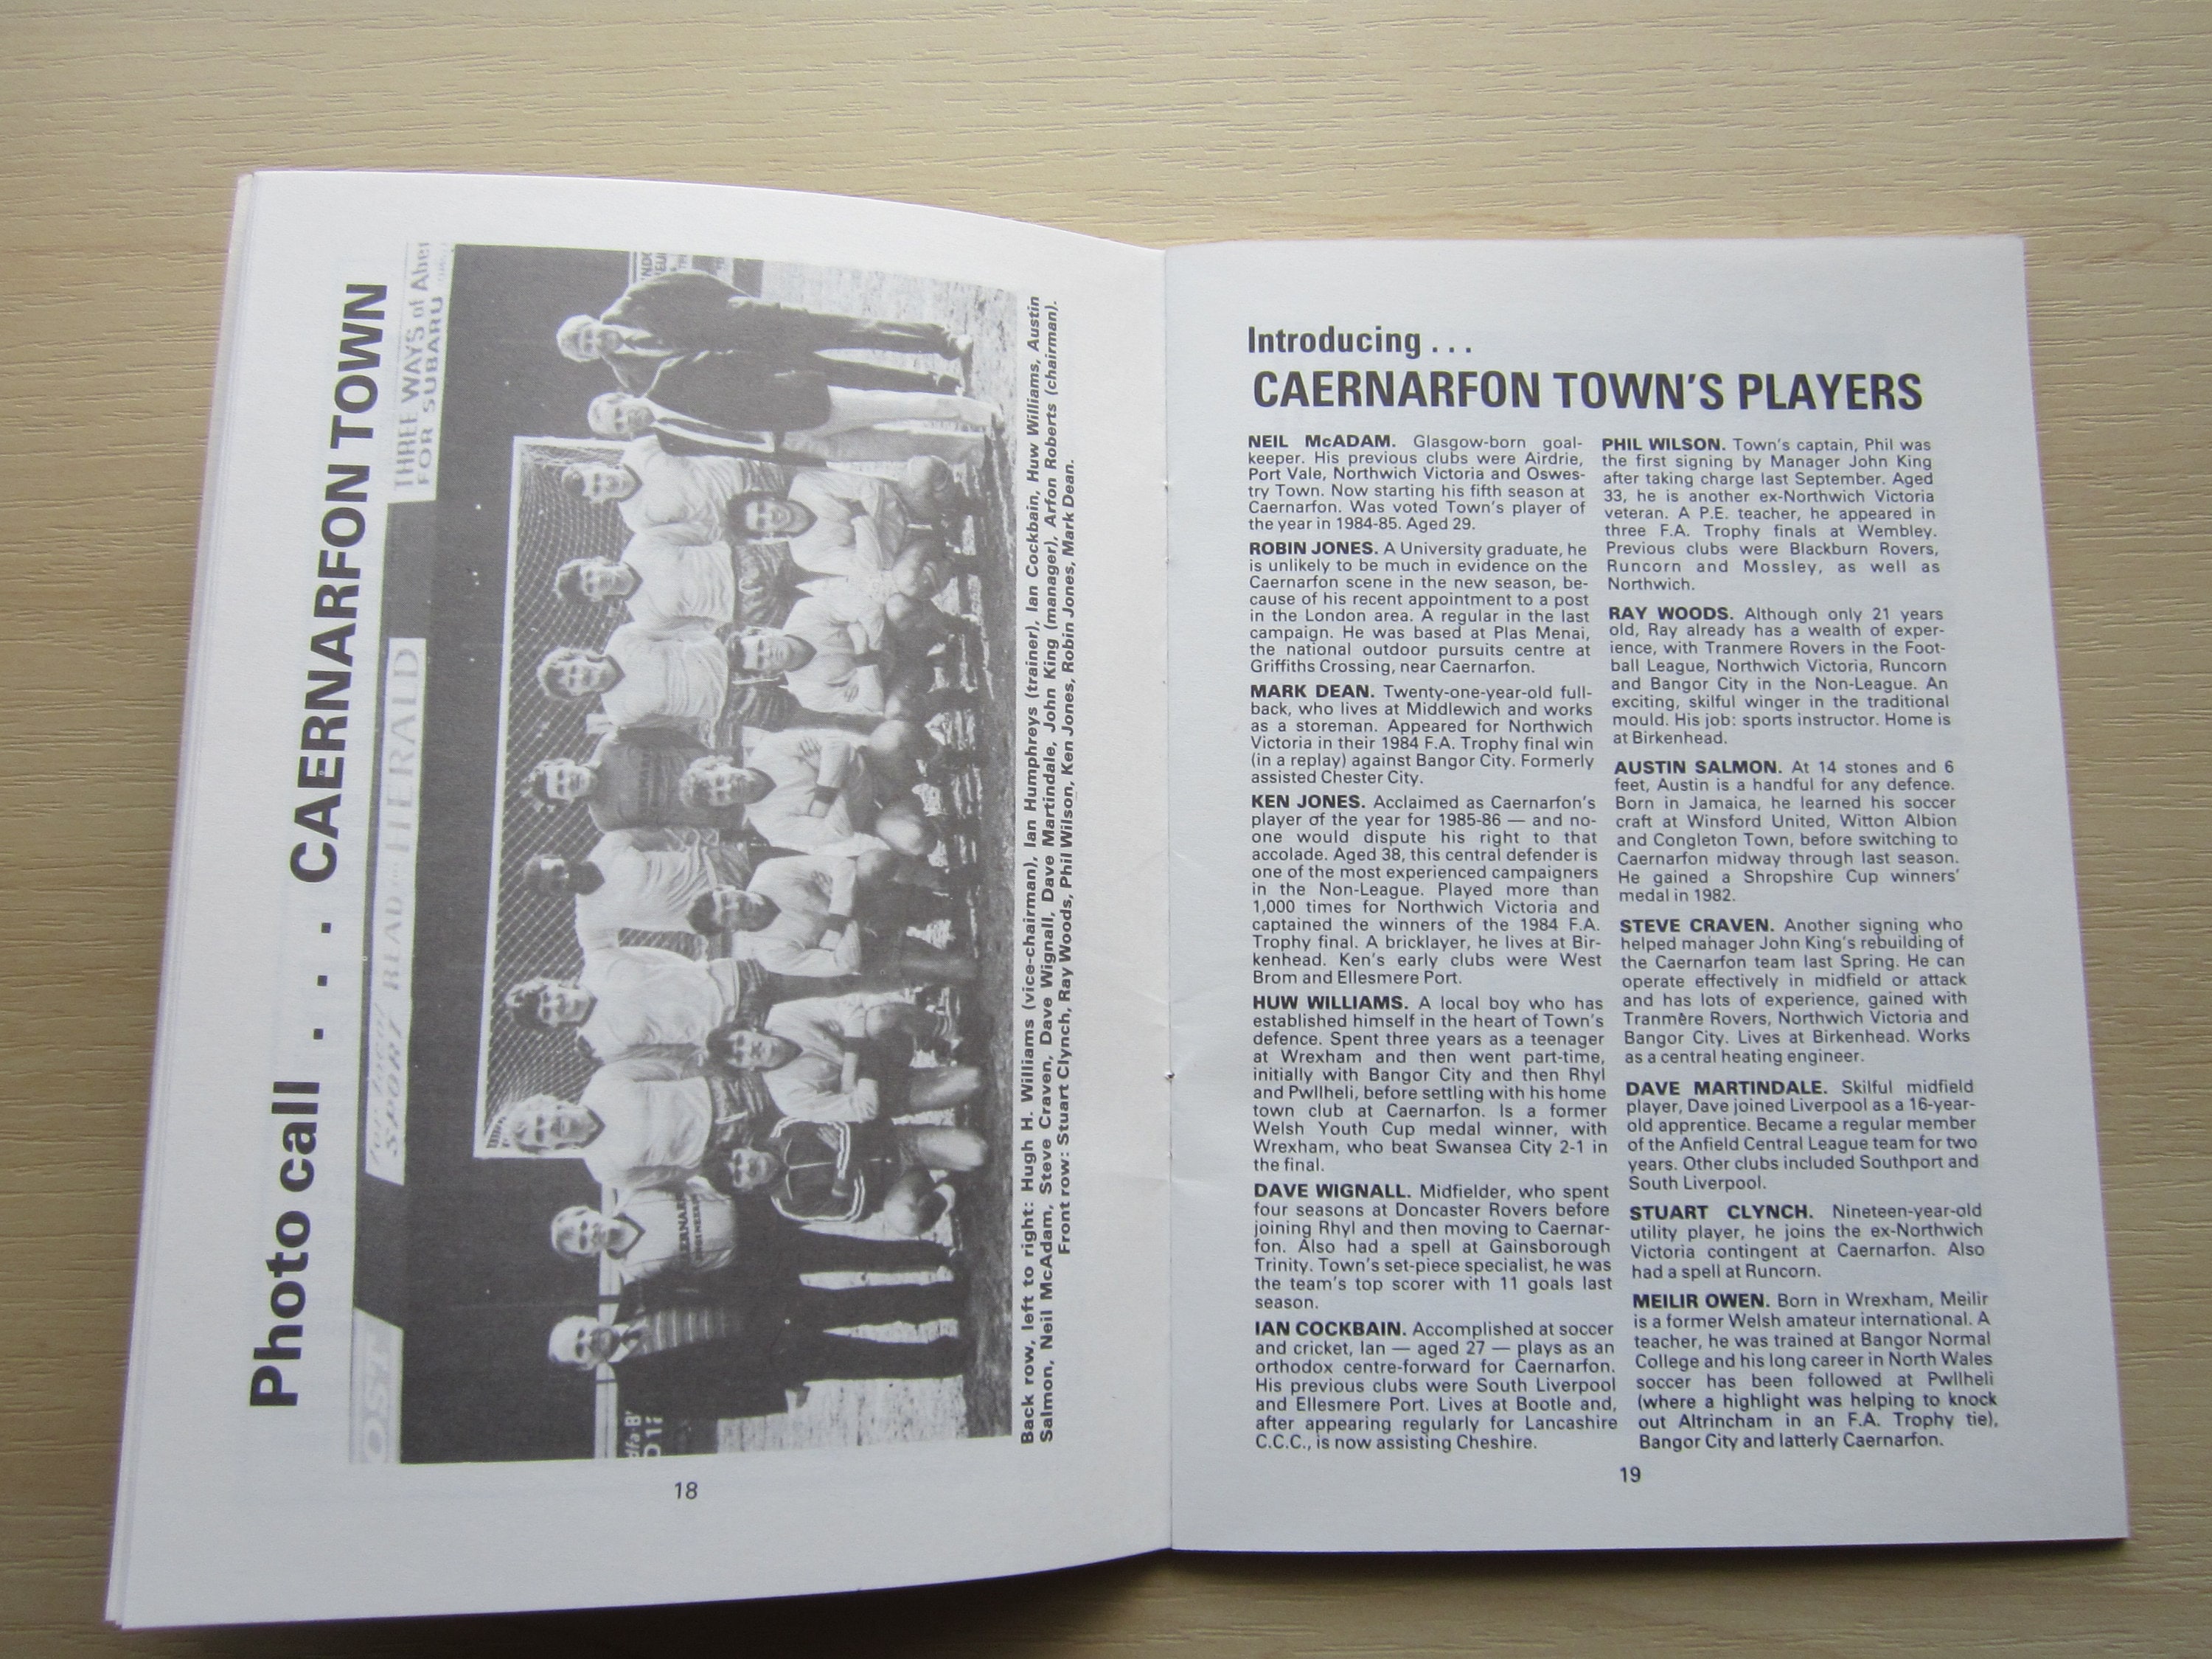 Photo call . . . CAERNARFON TOWN
THREE WAYS of Aber
FOR SUBARU
SPORT READ the HERALD
Back row, left to right: Hugh H. Williams (vice-chairman), Ian Humphreys (trainer), Ian Cockbain, Huw Williams, Austin
Salmon, Neil McAdam, Steve Craven, Dave Wignall, Dave Martindale, John King (manager), Arfon Roberts (chairman).
Front row: Stuart Clynch, Ray Woods, Phil Wilson, Ken Jones, Robin Jones, Mark Dean.
18
Introducing . . .
CAERNARFON TOWN'S PLAYERS
NEIL McADAM. Glasgow-born goal-
keeper. His previous clubs were Airdrie,
Port Vale, Northwich Victoria and Oswes-
try Town. Now starting his fifth season at
Caernarfon. Was voted Town's player of
the year in 1984-85. Aged 29.
ROBIN JONES. A University graduate, he
is unlikely to be much in evidence on the
Caernarfon scene in the new season, be-
cause of his recent appointment to a post
in the London area. A regular in the last
campaign. He was based at Plas Menai,
the national outdoor pursuits centre at
Griffiths Crossing, near Caernarfon.
MARK DEAN. Twenty-one-year-old full-
back, who lives at Middlewich and works
as a storeman. Appeared for Northwich
Victoria in their 1984 F.A. Trophy final win
(in a replay) against Bangor City. Formerly
assisted Chester City.
KEN JONES. Acclaimed as Caernarfon's
player of the year for 1985-86 — and no-
one would dispute his right to that
accolade. Aged 38, this central defender is
one of the most experienced campaigners
in the Non-League. Played more than
1,000 times for Northwich Victoria and
captained the winners of the 1984 F.A.
Trophy final. A bricklayer, he lives at Bir-
kenhead. Ken's early clubs were West
Brom and Ellesmere Port.
HUW WILLIAMS. A local boy who has
established himself in the heart of Town's
defence. Spent three years as a teenager
at Wrexham and then went part-time,
initially with Bangor City and then Rhyl
and Pwllheli, before settling with his home
town club at Caernarfon. Is a former
Welsh Youth Cup medal winner, with
Wrexham, who beat Swansea City 2-1 in
the final.
DAVE WIGNALL. Midfielder, who spent
four seasons at Doncaster Rovers before
joining Rhyl and then moving to Caernar-
fon. Also had a spell at Gainsborough
Trinity. Town's set-piece specialist, he was
the team's top scorer with 11 goals last
season.
IAN COCKBAIN. Accomplished at soccer
and cricket, Ian — aged 27 — plays as an
orthodox centre-forward for Caernarfon.
His previous clubs were South Liverpool
and Ellesmere Port. Lives at Bootle and,
after appearing regularly for Lancashire
C.C.C., is now assisting Cheshire.
PHIL WILSON. Town's captain, Phil was
the first signing by Manager John King
after taking charge last September. Aged
33, he is another ex-Northwich Victoria
veteran. A P.E. teacher, he appeared in
three F.A. Trophy finals at Wembley.
Previous clubs were Blackburn Rovers,
Runcorn and Mossley, as well as
Northwich.
RAY WOODS. Although only 21 years
old, Ray already has a wealth of exper-
ience, with Tranmere Rovers in the Foot-
ball League, Northwich Victoria, Runcorn
and Bangor City in the Non-League. An
exciting, skilful winger in the traditional
mould. His job: sports instructor. Home is
at Birkenhead.
AUSTIN SALMON. At 14 stones and 6
feet, Austin is a handful for any defence.
Born in Jamaica, he learned his soccer
craft at Winsford United, Witton Albion
and Congleton Town, before switching to
Caernarfon midway through last season.
He gained a Shropshire Cup winners'
medal in 1982.
STEVE CRAVEN. Another signing who
helped manager John King's rebuilding of
the Caernarfon team last Spring. He can
operate effectively in midfield or attack
and has lots of experience, gained with
Tranmere Rovers, Northwich Victoria and
Bangor City. Lives at Birkenhead. Works
as a central heating engineer.
DAVE MARTINDALE. Skilful midfield
player, Dave joined Liverpool as a 16-year-
old apprentice. Became a regular member
of the Anfield Central League team for two
years. Other clubs included Southport and
South Liverpool.
STUART CLYNCH. Nineteen-year-old
utility player, he joins the ex-Northwich
Victoria contingent at Caernarfon. Also
had a spell at Runcorn.
MEILIR OWEN. Born in Wrexham, Meilir
is a former Welsh amateur international. A
teacher, he was trained at Bangor Normal
College and his long career in North Wales
soccer has been followed at Pwllheli
(where a highlight was helping to knock
out Altrincham in an F.A. Trophy tie),
Bangor City and latterly Caernarfon.
19